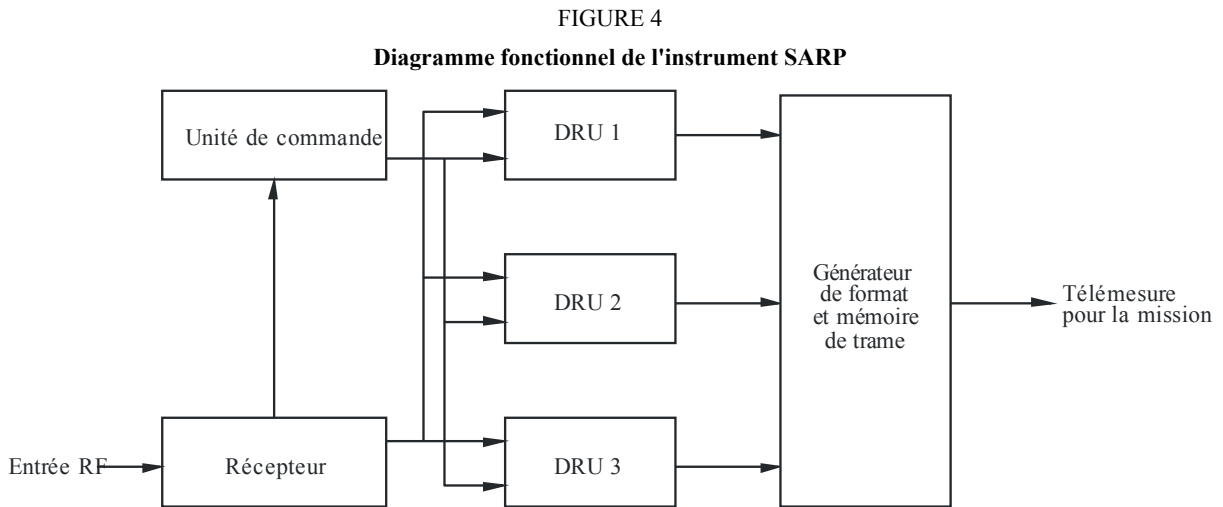 FIGURE 4
Diagramme fonctionnel de l'instrument SARP
Unité de commande
DRU 1
DRU 2
Générateur
de format
et mémoire
de trame
Télémesure
pour la mission
Entrée RF
Récepteur
DRU 3